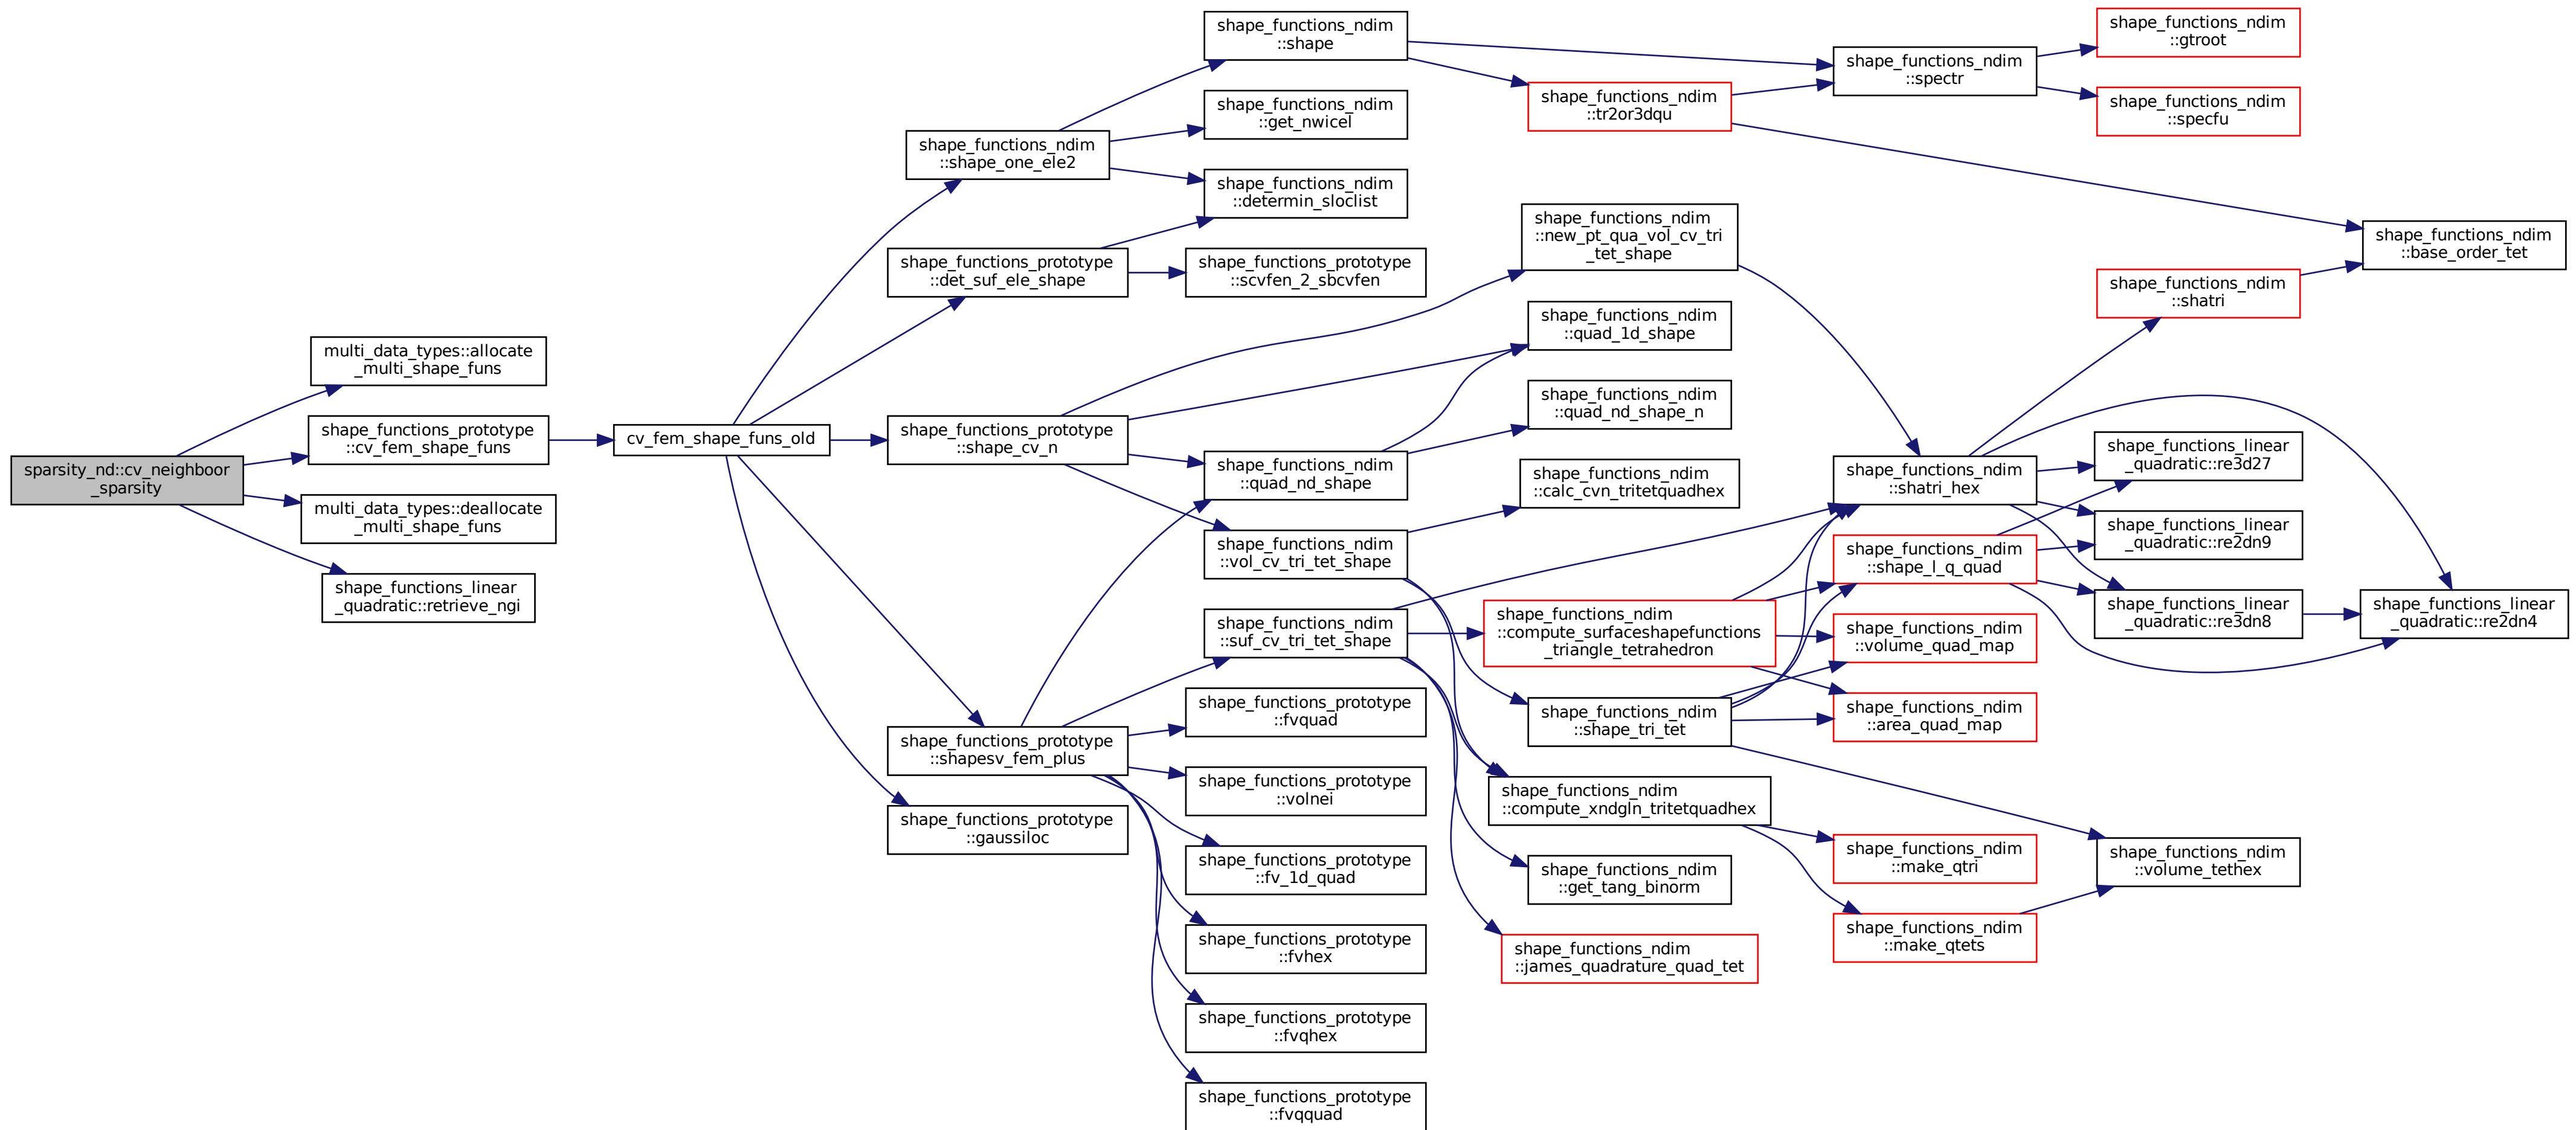 sparsity_nd::cv_neighboor
_sparsity
multi_data_types::allocate
_multi_shape_funs
shape_functions_prototype
::cv_fem_shape_funs
multi_data_types::deallocate
_multi_shape_funs
shape_functions_linear
_quadratic::retrieve_ngi
cv_fem_shape_funs_old
shape_functions_ndim
::shape_one_ele2
shape_functions_prototype
::det_suf_ele_shape
shape_functions_prototype
::shape_cv_n
shape_functions_prototype
::shapesv_fem_plus
shape_functions_prototype
::gaussiloc
shape_functions_ndim
::shape
shape_functions_ndim
::get_nwicel
shape_functions_ndim
::determin_sloclist
shape_functions_prototype
::scvfen_2_sbcvfen
shape_functions_ndim
::quad_nd_shape
shape_functions_ndim
::vol_cv_tri_tet_shape
shape_functions_ndim
::suf_cv_tri_tet_shape
shape_functions_prototype
::fvquad
shape_functions_prototype
::volnei
shape_functions_prototype
::fv_1d_quad
shape_functions_prototype
::fvhex
shape_functions_prototype
::fvqhex
shape_functions_prototype
::fvqquad
shape_functions_ndim
::tr2or3dqu
shape_functions_ndim
::new_pt_qua_vol_cv_tri
_tet_shape
shape_functions_ndim
::quad_1d_shape
shape_functions_ndim
::quad_nd_shape_n
shape_functions_ndim
::calc_cvn_tritetquadhex
shape_functions_ndim
::compute_surfaceshapefunctions
_triangle_tetrahedron
shape_functions_ndim
::shape_tri_tet
shape_functions_ndim
::compute_xndgln_tritetquadhex
shape_functions_ndim
::get_tang_binorm
shape_functions_ndim
::james_quadrature_quad_tet
shape_functions_ndim
::spectr
shape_functions_ndim
::shatri_hex
shape_functions_ndim
::shape_l_q_quad
shape_functions_ndim
::volume_quad_map
shape_functions_ndim
::area_quad_map
shape_functions_ndim
::make_qtri
shape_functions_ndim
::make_qtets
shape_functions_ndim
::gtroot
shape_functions_ndim
::specfu
shape_functions_ndim
::shatri
shape_functions_linear
_quadratic::re3d27
shape_functions_linear
_quadratic::re2dn9
shape_functions_linear
_quadratic::re3dn8
shape_functions_ndim
::volume_tethex
shape_functions_ndim
::base_order_tet
shape_functions_linear
_quadratic::re2dn4